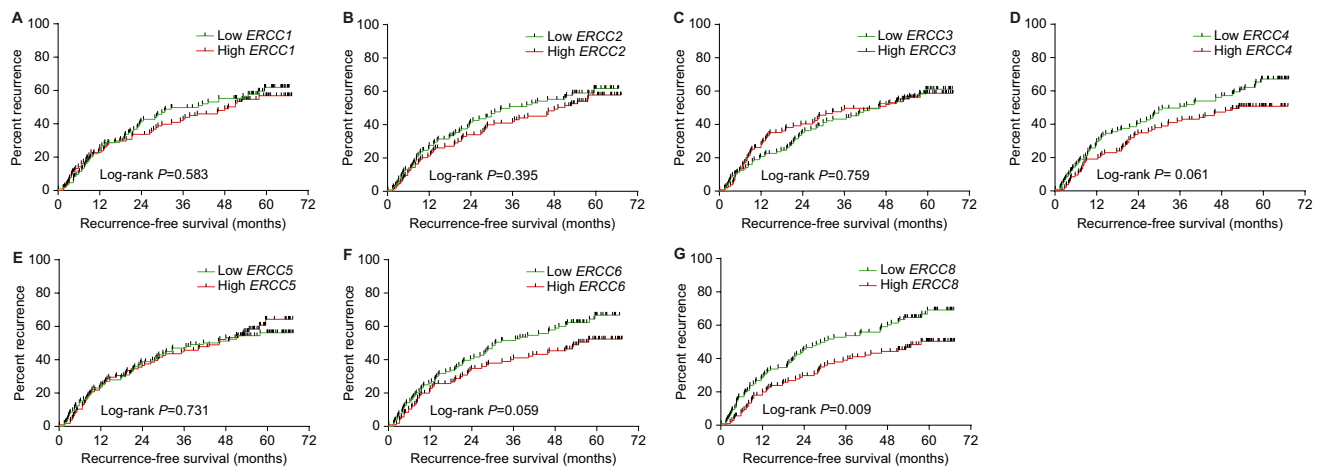 A
100
80
60
40
20
0
Percent recurrence
Low ERCC1
High ERCC1
Log-rank P=0.583
0 12 24 36 48 60 72
Recurrence-free survival (months)
B
100
80
60
40
20
0
Percent recurrence
Low ERCC2
High ERCC2
Log-rank P=0.395
0 12 24 36 48 60 72
Recurrence-free survival (months)
C
100
80
60
40
20
0
Percent recurrence
Low ERCC3
High ERCC3
Log-rank P=0.759
0 12 24 36 48 60 72
Recurrence-free survival (months)
D
100
80
60
40
20
0
Percent recurrence
Low ERCC4
High ERCC4
Log-rank P= 0.061
0 12 24 36 48 60 72
Recurrence-free survival (months)
E
100
80
60
40
20
0
Percent recurrence
Low ERCC5
High ERCC5
Log-rank P=0.731
0 12 24 36 48 60 72
Recurrence-free survival (months)
F
100
80
60
40
20
0
Percent recurrence
Low ERCC6
High ERCC6
Log-rank P=0.059
0 12 24 36 48 60 72
Recurrence-free survival (months)
G
100
80
60
40
20
0
Percent recurrence
Low ERCC8
High ERCC8
Log-rank P=0.009
0 12 24 36 48 60 72
Recurrence-free survival (months)